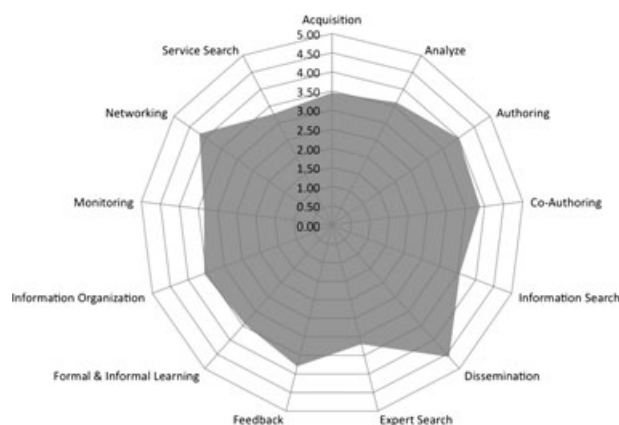 Acquisition
Service Search
Analyze
Networking
Authoring
Monitoring
Co-Authoring
Information Organization
Information Search
Formal & Informal Learning
Dissemination
Feedback
Expert Search
5.00
4.50
4.00
3.50
3.00
2.50
2.00
1.50
1.00
0.50
0.00